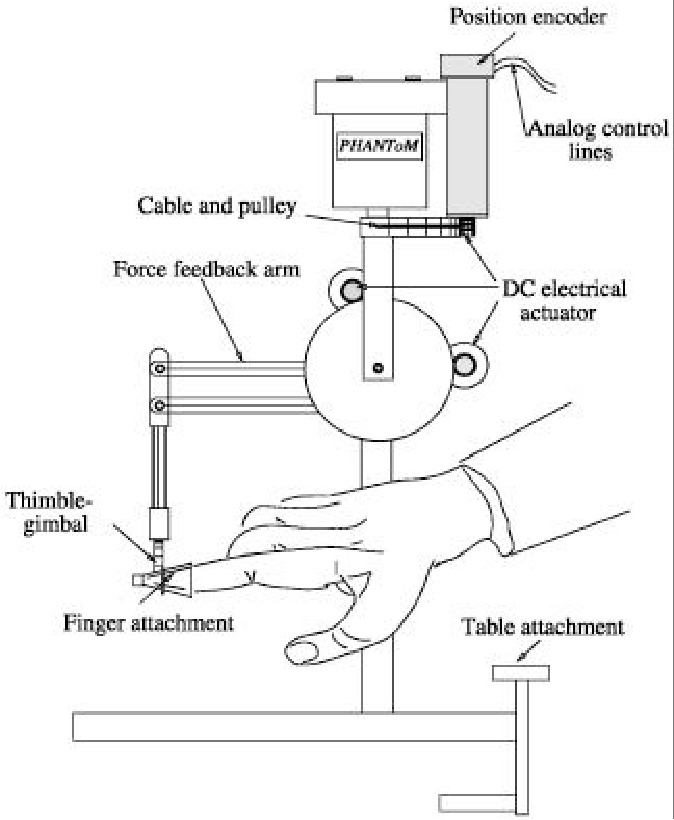 Position encoder
Analog control
lines
PHANToM
Cable and pulley
Force feedback arm
DC electrical
actuator
Thimble-
gimbal
Finger attachment
Table attachment